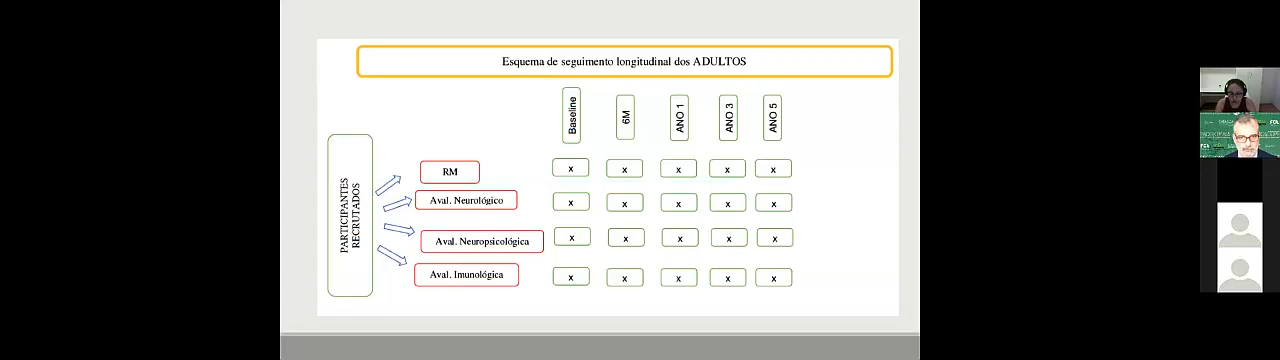 Esquema de seguimento longitudinal dos ADULTOS
Baseline
6M
ANO 1
ANO 3
ANO 5
PARTICIPANTES
RECRUTADOS
RM
x x x x x
Aval. Neurológico
x x x x x
Aval. Neuropsicológica
x x x x x
Aval. Imunológica
x x x x x